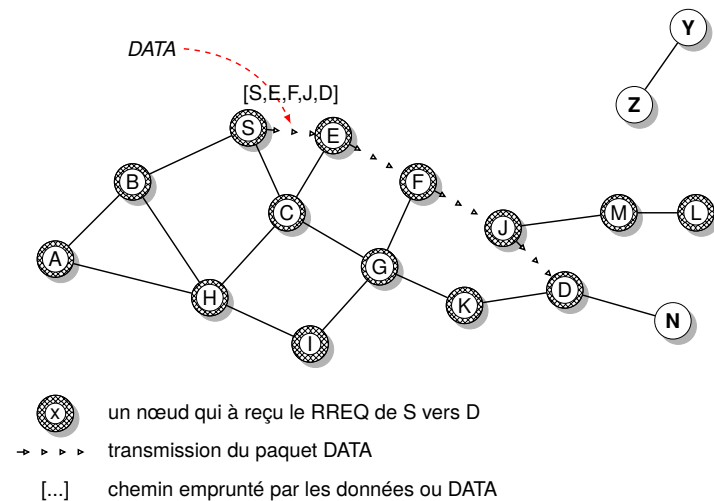 Y
DATA
Z
[S,E,F,J,D]
S
E
B
F
C
M
L
J
A
G
H
K
D
N
I
x un nœud qui à reçu le RREQ de S vers D
transmission du paquet DATA
[...] chemin emprunté par les données ou DATA